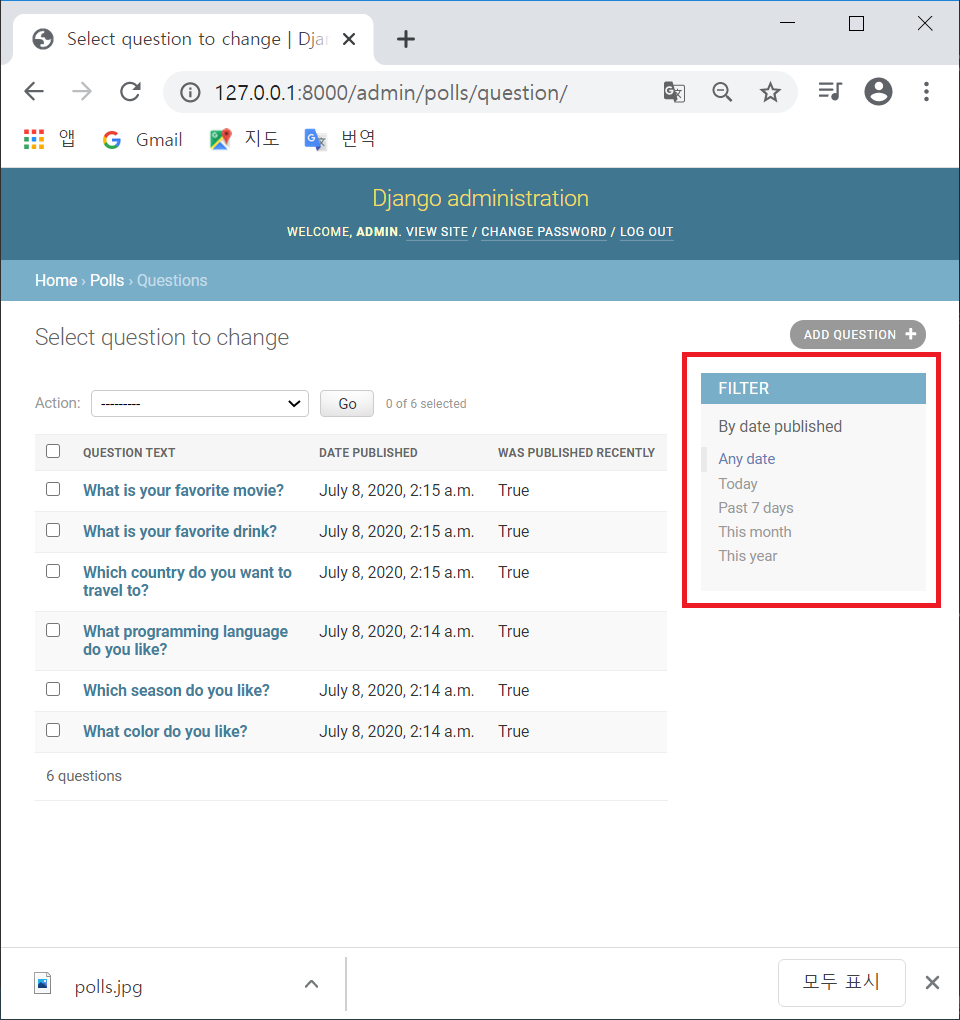 Select question to change | Djan
127.0.0.1:8000/admin/polls/question/
앱 Gmail 지도 번역
Django administration
WELCOME, ADMIN. VIEW SITE / CHANGE PASSWORD / LOG OUT
Home › Polls › Questions
Select question to change
ADD QUESTION +
Action: --------- Go 0 of 6 selected
QUESTION TEXT DATE PUBLISHED WAS PUBLISHED RECENTLY
What is your favorite movie? July 8, 2020, 2:15 a.m. True
What is your favorite drink? July 8, 2020, 2:15 a.m. True
Which country do you want to July 8, 2020, 2:15 a.m. True
travel to?
What programming language July 8, 2020, 2:14 a.m. True
do you like?
Which season do you like? July 8, 2020, 2:14 a.m. True
What color do you like? July 8, 2020, 2:14 a.m. True
6 questions
FILTER
By date published
Any date
Today
Past 7 days
This month
This year
polls.jpg
모두 표시